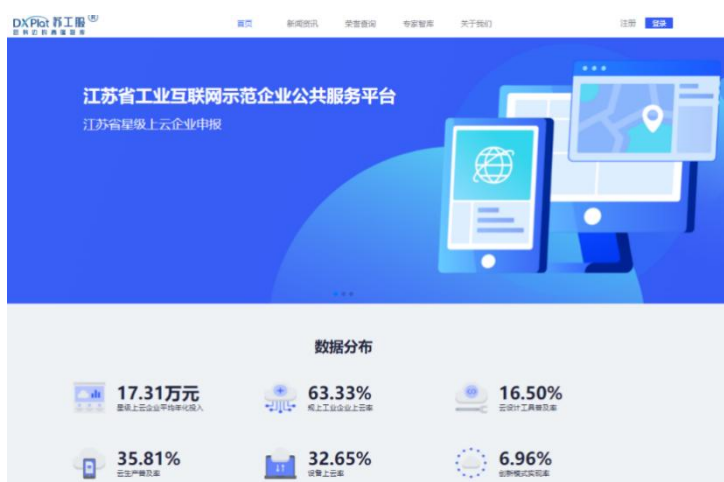 DXPlat 苏工服®
首页
新闻资讯
荣誉查询
专家智库
关于我们
注册
登录
江苏省工业互联网示范企业公共服务平台
江苏省星级上云企业申报
数据分布
17.31万元
星级上云企业平均年化投入
63.33%
规上工业企业上云率
16.50%
云设计工具普及率
35.81%
云生产普及率
32.65%
设备上云率
6.96%
创新模式实现率